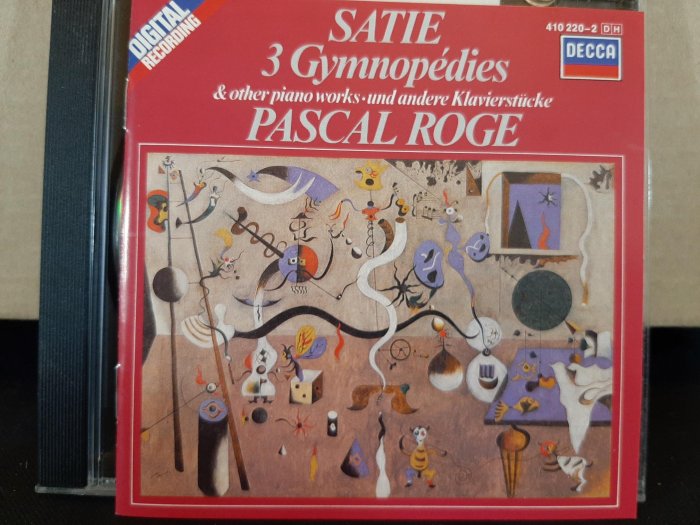 DIGITAL
RECORDING
SATIE
410 220-2 DH
3 Gymnopédies
DECCA
& other piano works · und andere Klavierstücke
PASCAL ROGE